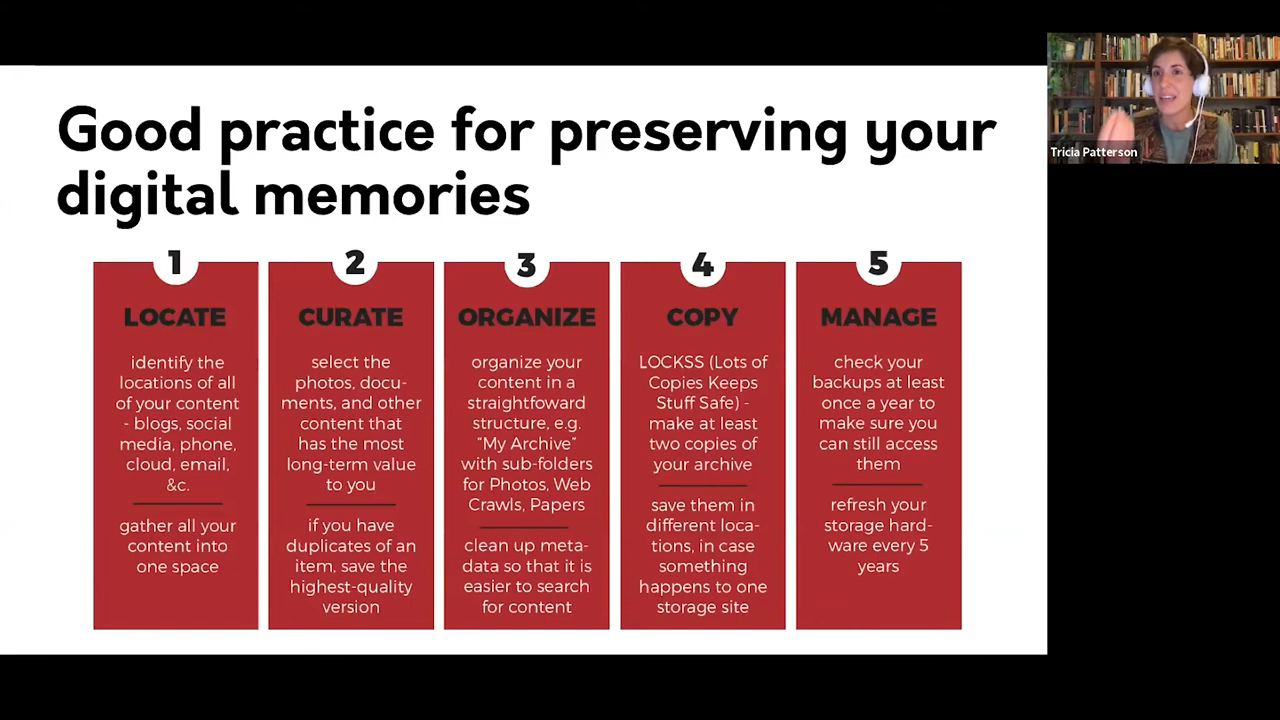 Good practice for preserving your
digital memories
1
LOCATE
identify the
locations of all
of your content
- blogs, social
media, phone,
cloud, email,
&c.
gather all your
content into
one space
2
CURATE
select the
photos, docu-
ments, and other
content that
has the most
long-term value
to you
if you have
duplicates of an
item, save the
highest-quality
version
3
ORGANIZE
organize your
content in a
straightfoward
structure, e.g.
“My Archive”
with sub-folders
for Photos, Web
Crawls, Papers
clean up meta-
data so that it is
easier to search
for content
4
COPY
LOCKSS (Lots of
Copies Keeps
Stuff Safe) -
make at least
two copies of
your archive
save them in
different loca-
tions, in case
something
happens to one
storage site
5
MANAGE
check your
backups at least
once a year to
make sure you
can still access
them
refresh your
storage hard-
ware every 5
years
Tricia Patterson